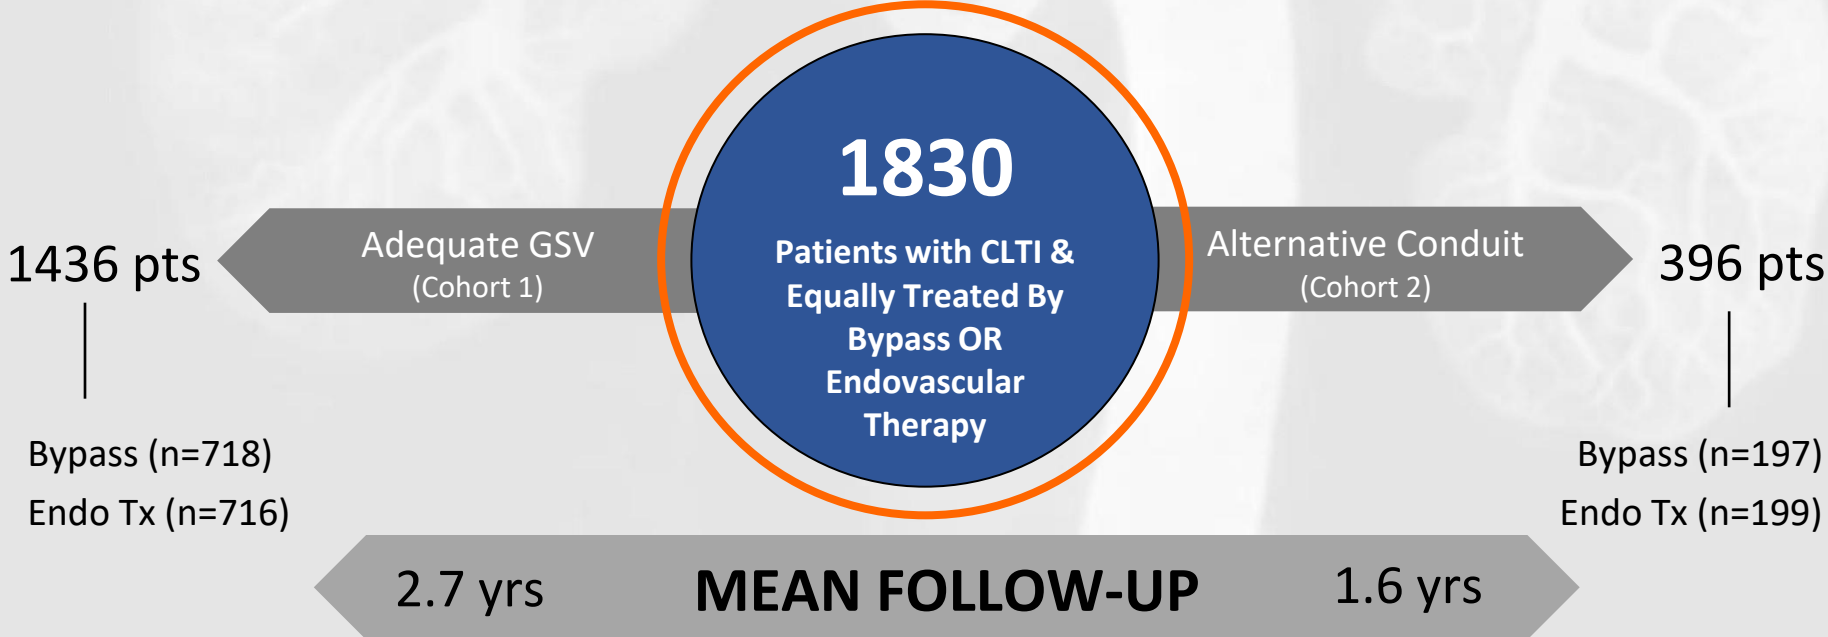 1830
Patients with CLTI &
Equally Treated By
Bypass OR
Endovascular
Therapy
1436 pts
Adequate GSV
(Cohort 1)
Alternative Conduit
(Cohort 2)
396 pts
Bypass (n=718)
Endo Tx (n=716)
Bypass (n=197)
Endo Tx (n=199)
2.7 yrs
MEAN FOLLOW-UP
1.6 yrs